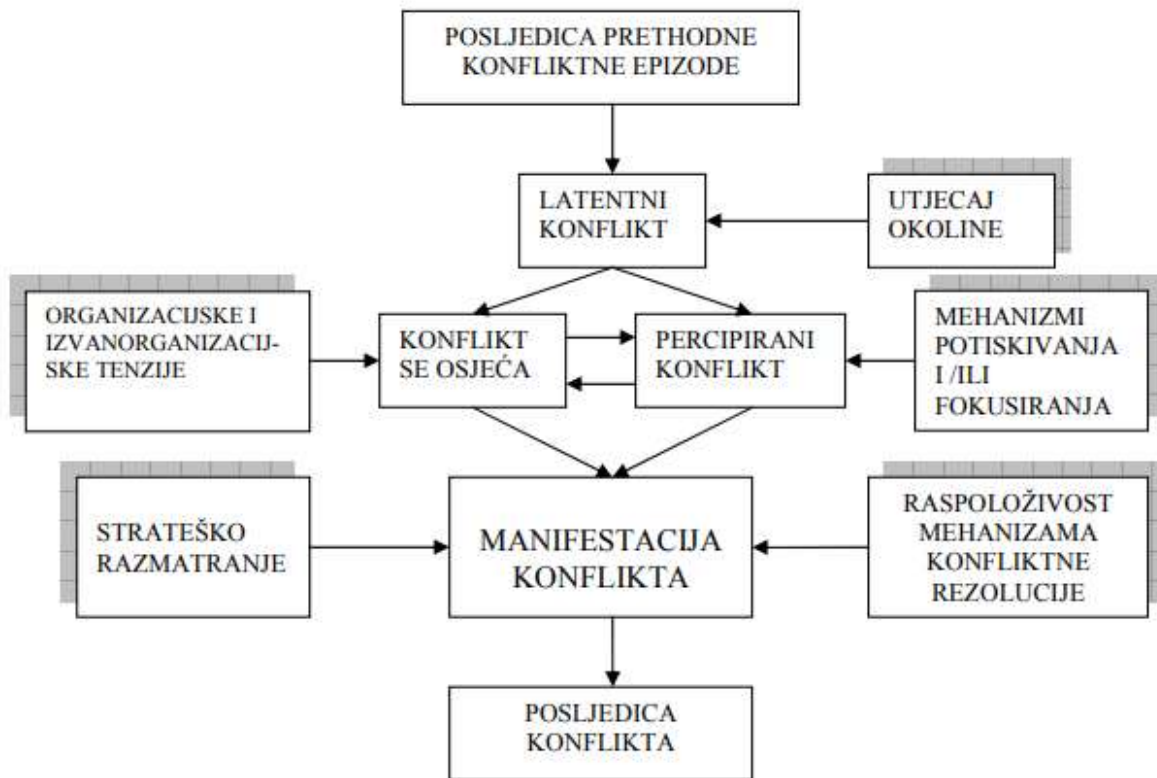 POSLJEDICA PRETHODNE
KONFLIKTNE EPIZODE
LATENTNI
KONFLIKT
UTJECAJ
OKOLINE
ORGANIZACIJSKE I
IZVANORGANIZACIJ-
SKE TENZIJE
KONFLIKT
SE OSJEĆA
PERCIPIRANI
KONFLIKT
MEHANIZMI
POTISKIVANJA
I /ILI
FOKUSIRANJA
STRATEŠKO
RAZMATRANJE
MANIFESTACIJA
KONFLIKTA
RASPOLOŽIVOST
MEHANIZAMA
KONFLIKTNE
REZOLUCIJE
POSLJEDICA
KONFLIKTA